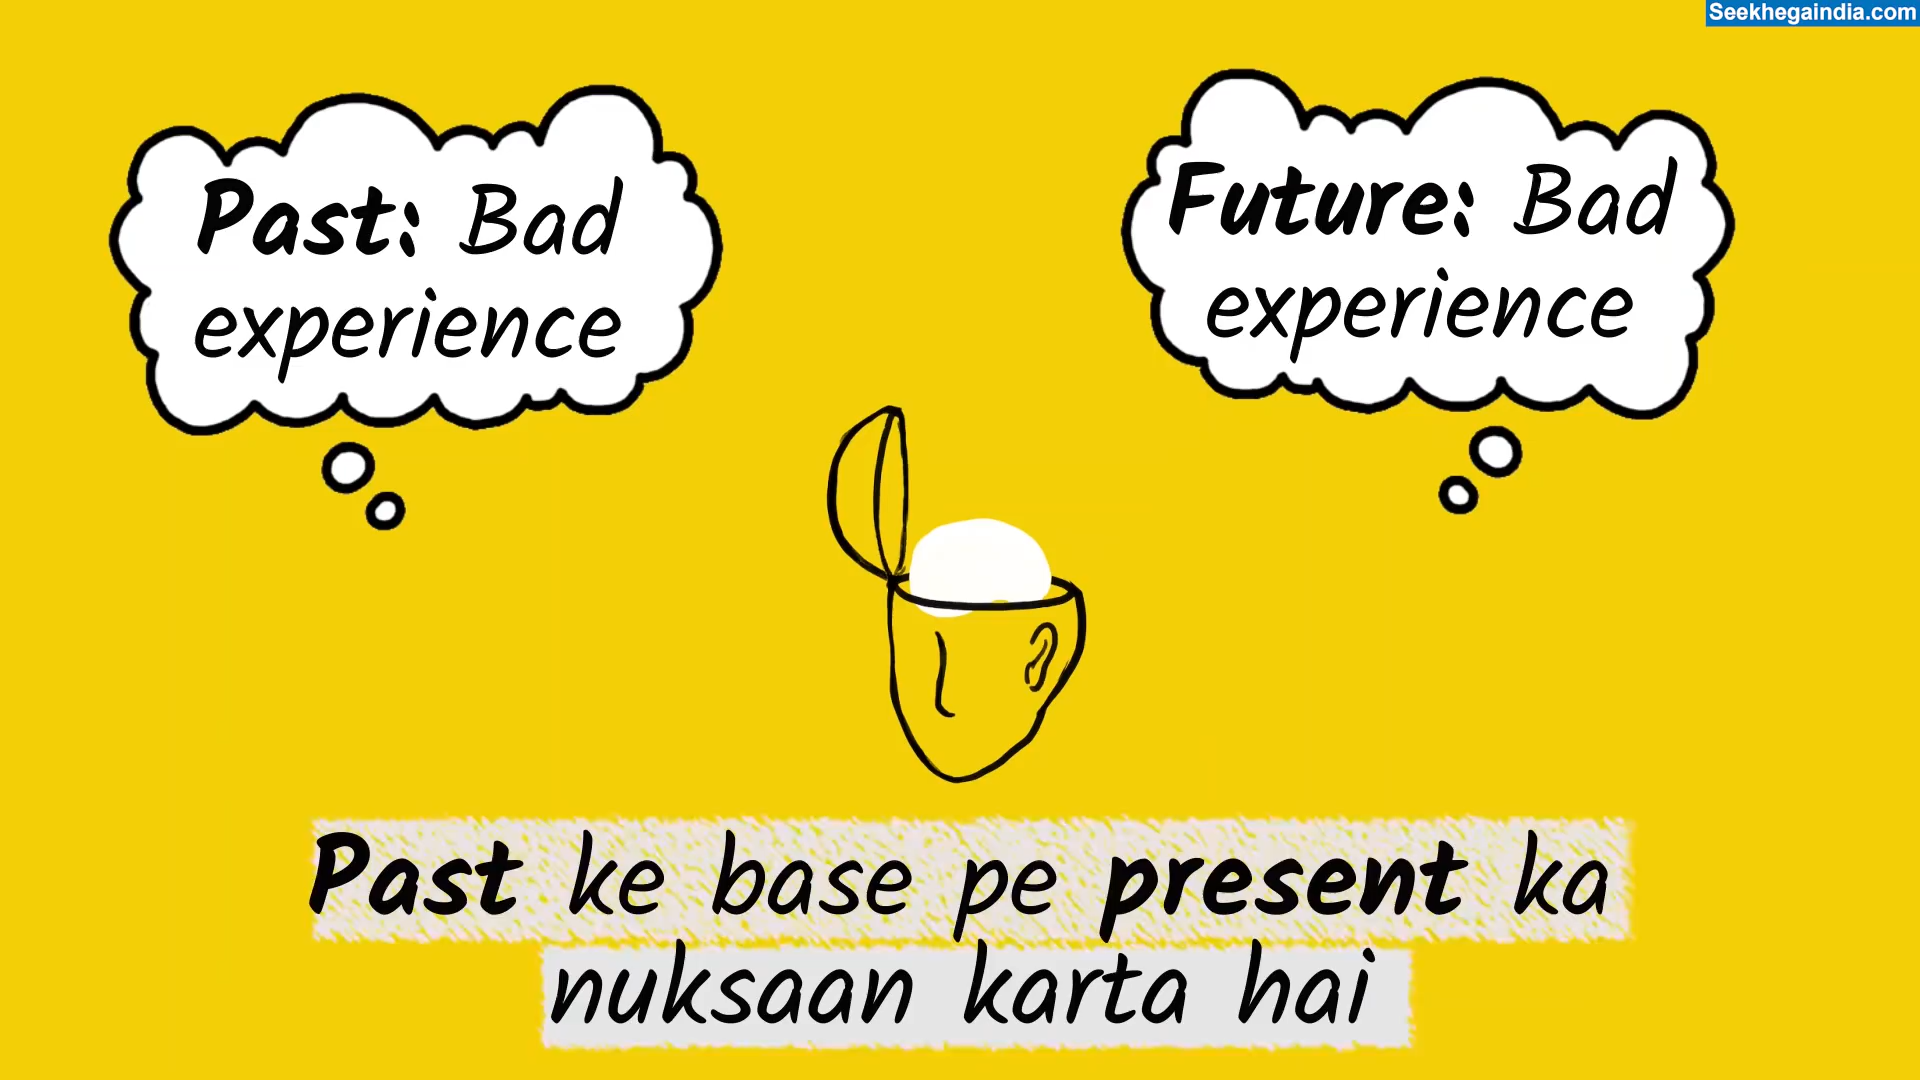 Seekhegaindia.com
Past: Bad
experience
Future: Bad
experience
Past ke base pe present ka
nuksaan karta hai